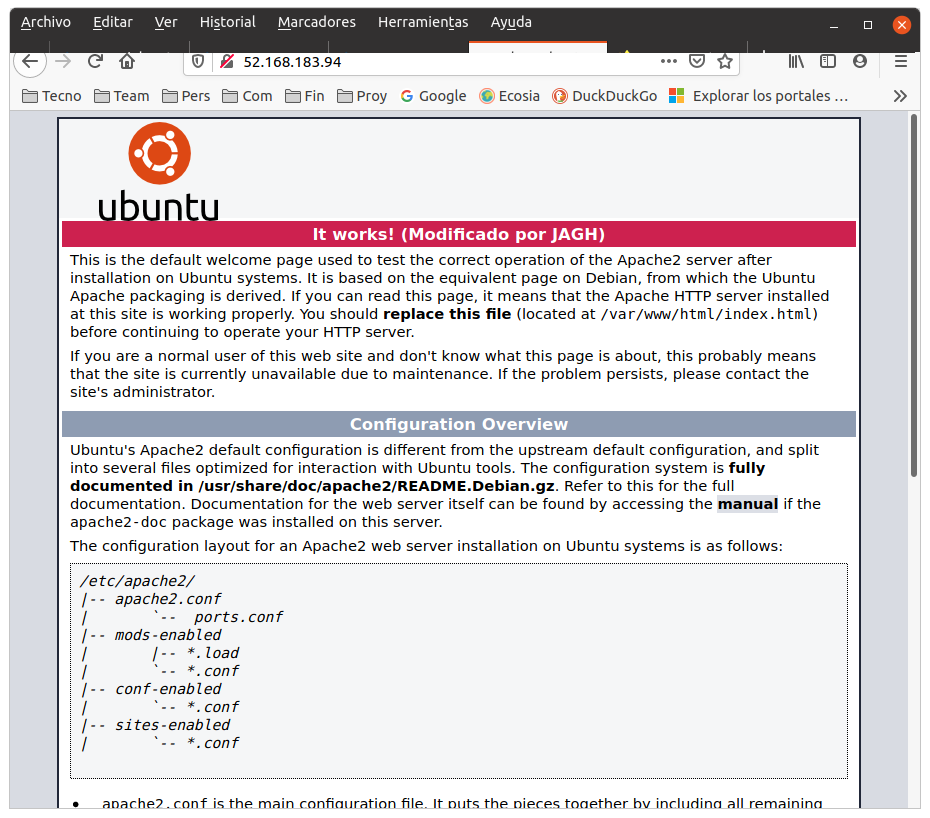 Archivo Editar Ver Historial Marcadores Herramientas Ayuda
52.168.183.94
Tecno Team Pers Com Fin Proy Google Ecosia DuckDuckGo Explorar los portales ...
ubuntu
It works! (Modificado por JAGH)
This is the default welcome page used to test the correct operation of the Apache2 server after
installation on Ubuntu systems. It is based on the equivalent page on Debian, from which the Ubuntu
Apache packaging is derived. If you can read this page, it means that the Apache HTTP server installed
at this site is working properly. You should replace this file (located at /var/www/html/index.html)
before continuing to operate your HTTP server.
If you are a normal user of this web site and don't know what this page is about, this probably means
that the site is currently unavailable due to maintenance. If the problem persists, please contact the
site's administrator.
Configuration Overview
Ubuntu's Apache2 default configuration is different from the upstream default configuration, and split
into several files optimized for interaction with Ubuntu tools. The configuration system is fully
documented in /usr/share/doc/apache2/README.Debian.gz. Refer to this for the full
documentation. Documentation for the web server itself can be found by accessing the manual if the
apache2-doc package was installed on this server.
The configuration layout for an Apache2 web server installation on Ubuntu systems is as follows:
/etc/apache2/
|-- apache2.conf
|       `--  ports.conf
|-- mods-enabled
|       |-- *.load
|       `-- *.conf
|-- conf-enabled
|       `-- *.conf
|-- sites-enabled
|       `-- *.conf
• apache2.conf is the main configuration file. It puts the pieces together by including all remaining